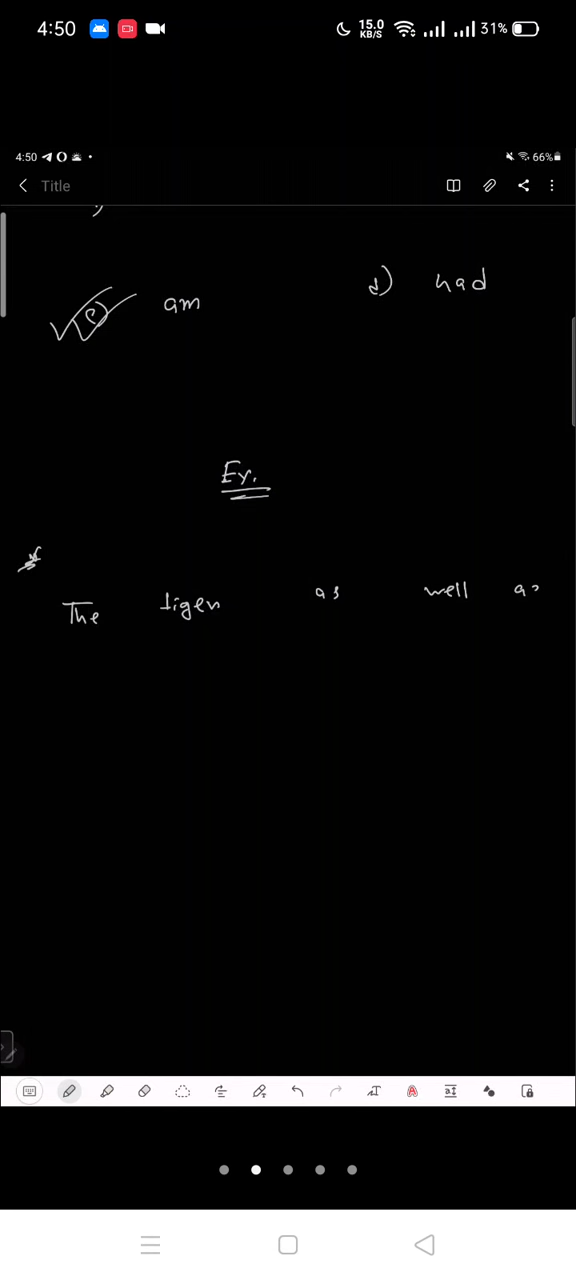 4:50 15.0 KB/S 31%
4:50 66%
Title
d) had
c) am
Ex.
The tiger as well as